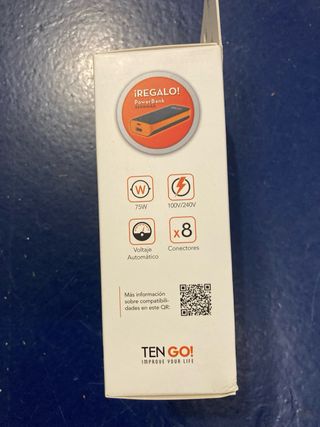 ¡REGALO!
PowerBank
W
75W
100V/240V
Voltaje
Automático
x8
Conectores
Más información
sobre compatibili-
dades en este QR:
TEN GO!
IMPROVE YOUR LIFE